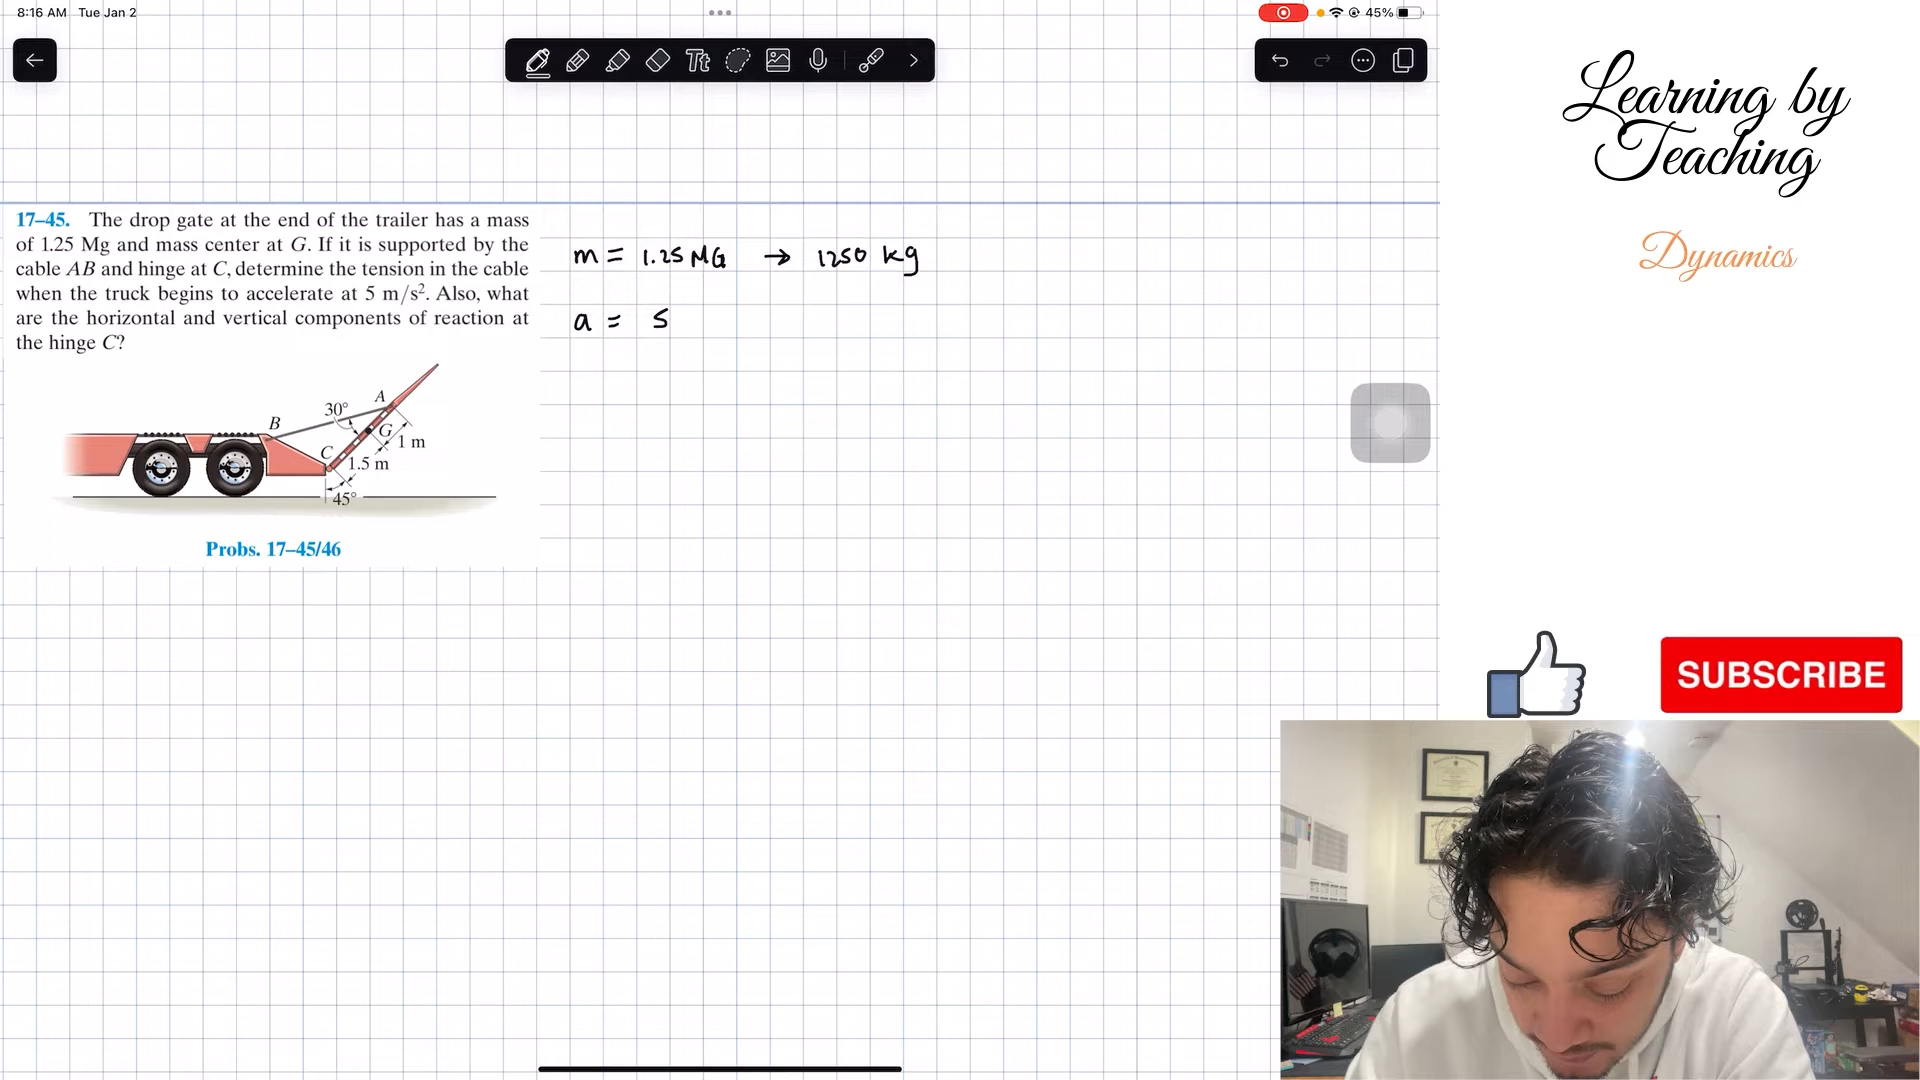 8:16 AM Tue Jan 2
45%
Tt
17–45. The drop gate at the end of the trailer has a mass
of 1.25 Mg and mass center at G. If it is supported by the
cable AB and hinge at C, determine the tension in the cable
when the truck begins to accelerate at 5 m/s². Also, what
are the horizontal and vertical components of reaction at
the hinge C?
m = 1.25 MG → 1250 kg
a = 5
A
30°
B
G
1 m
C
1.5 m
45°
Probs. 17–45/46
Learning by
Teaching
Dynamics
SUBSCRIBE